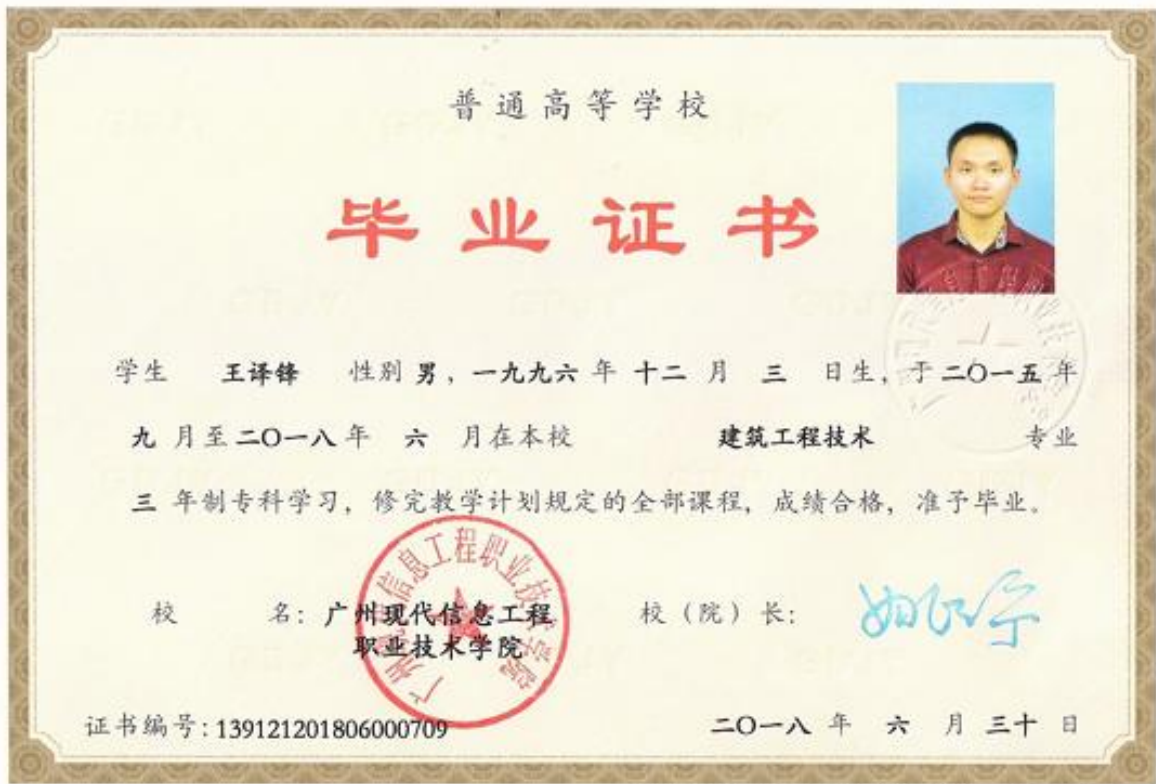 普通高等学校
毕业证书
学生 王译锋 性别 男，一九九六 年 十二 月 三 日生，于 二〇一五 年
九 月至 二〇一八 年 六 月在本校 建筑工程技术 专业
三 年制专科学习，修完教学计划规定的全部课程，成绩合格，准予毕业。
校 名：广州现代信息工程
职业技术学院
校（院）长：
证书编号：139121201806000709
二〇一八 年 六 月 三十 日